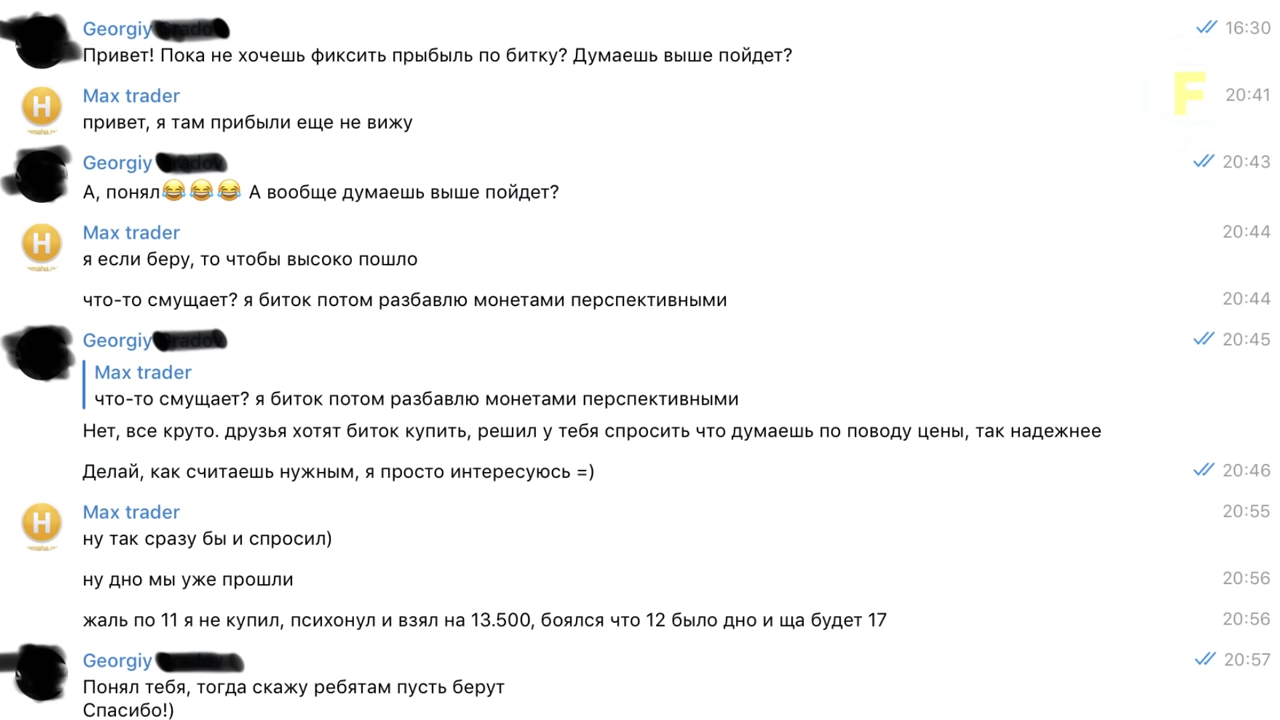 Georgiy
16:30
Привет! Пока не хочешь фиксить прыбыль по битку? Думаешь выше пойдет?
F
Max trader
20:41
привет, я там прибыли еще не вижу
Georgiy
20:43
А, понял😂😂😂 А вообще думаешь выше пойдет?
Max trader
20:44
я если беру, то чтобы высоко пошло
что-то смущает? я биток потом разбавлю монетами перспективными
20:44
Georgiy
20:45
Max trader
что-то смущает? я биток потом разбавлю монетами перспективными
Нет, все круто. друзья хотят биток купить, решил у тебя спросить что думаешь по поводу цены, так надежнее
Делай, как считаешь нужным, я просто интересуюсь =)
20:46
Max trader
20:55
ну так сразу бы и спросил)
ну дно мы уже прошли
20:56
жаль по 11 я не купил, психонул и взял на 13.500, боялся что 12 было дно и ща будет 17
20:56
Georgiy
20:57
Понял тебя, тогда скажу ребятам пусть берут
Спасибо!)